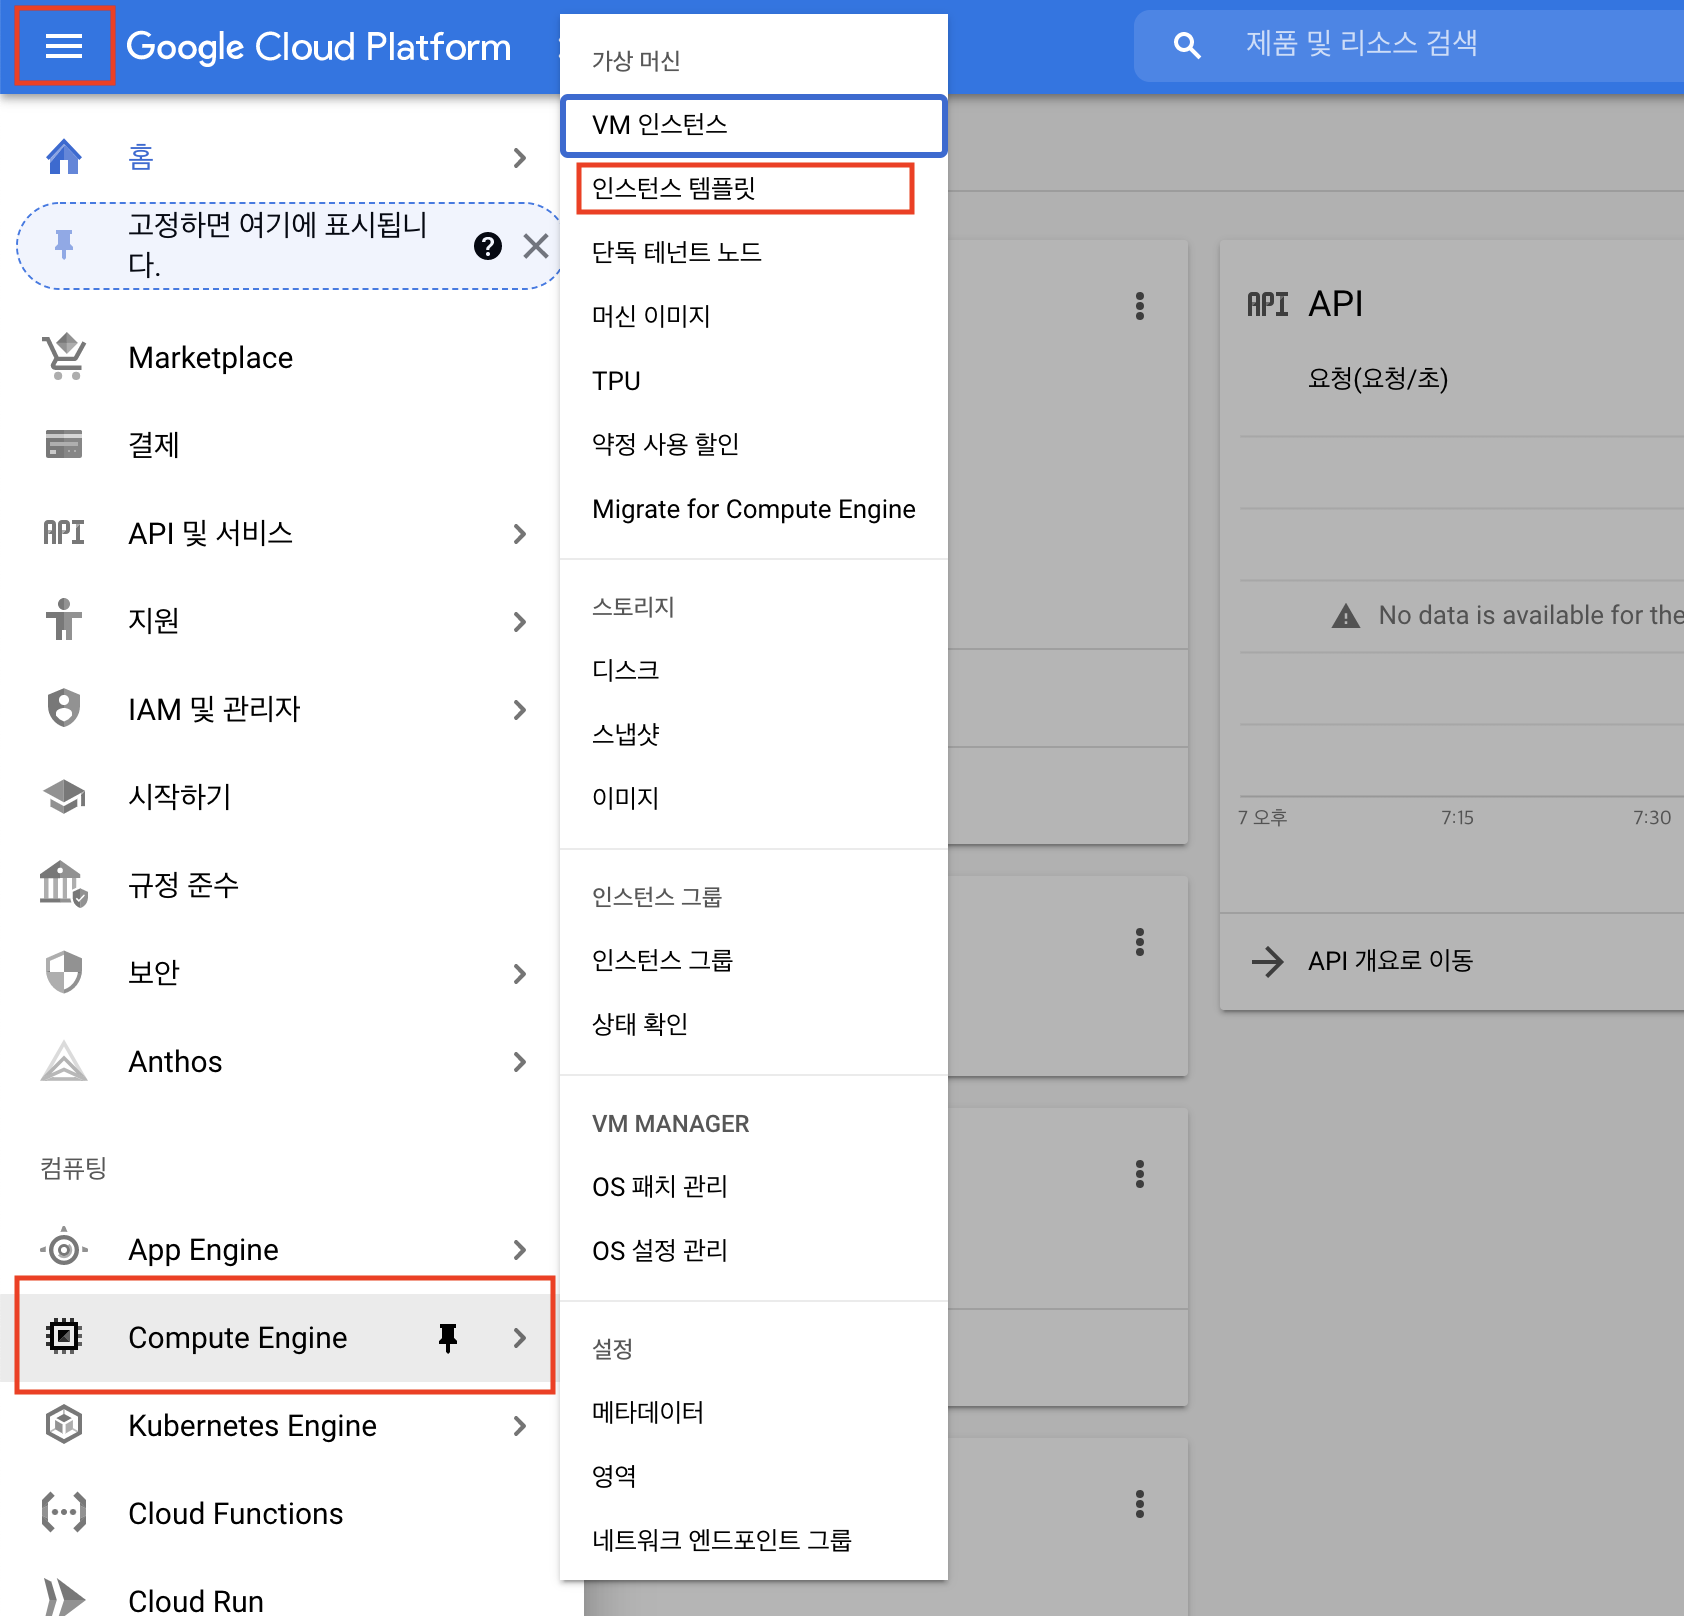 Google Cloud Platform
제품 및 리소스 검색
홈
고정하면 여기에 표시됩니
다.
Marketplace
결제
API API 및 서비스
지원
IAM 및 관리자
시작하기
규정 준수
보안
Anthos
컴퓨팅
App Engine
Compute Engine
Kubernetes Engine
Cloud Functions
Cloud Run
가상 머신
VM 인스턴스
인스턴스 템플릿
단독 테넌트 노드
머신 이미지
TPU
약정 사용 할인
Migrate for Compute Engine
스토리지
디스크
스냅샷
이미지
인스턴스 그룹
인스턴스 그룹
상태 확인
VM MANAGER
OS 패치 관리
OS 설정 관리
설정
메타데이터
영역
네트워크 엔드포인트 그룹
API API
요청(요청/초)
No data is available for the
7 오후 7:15 7:30
API 개요로 이동